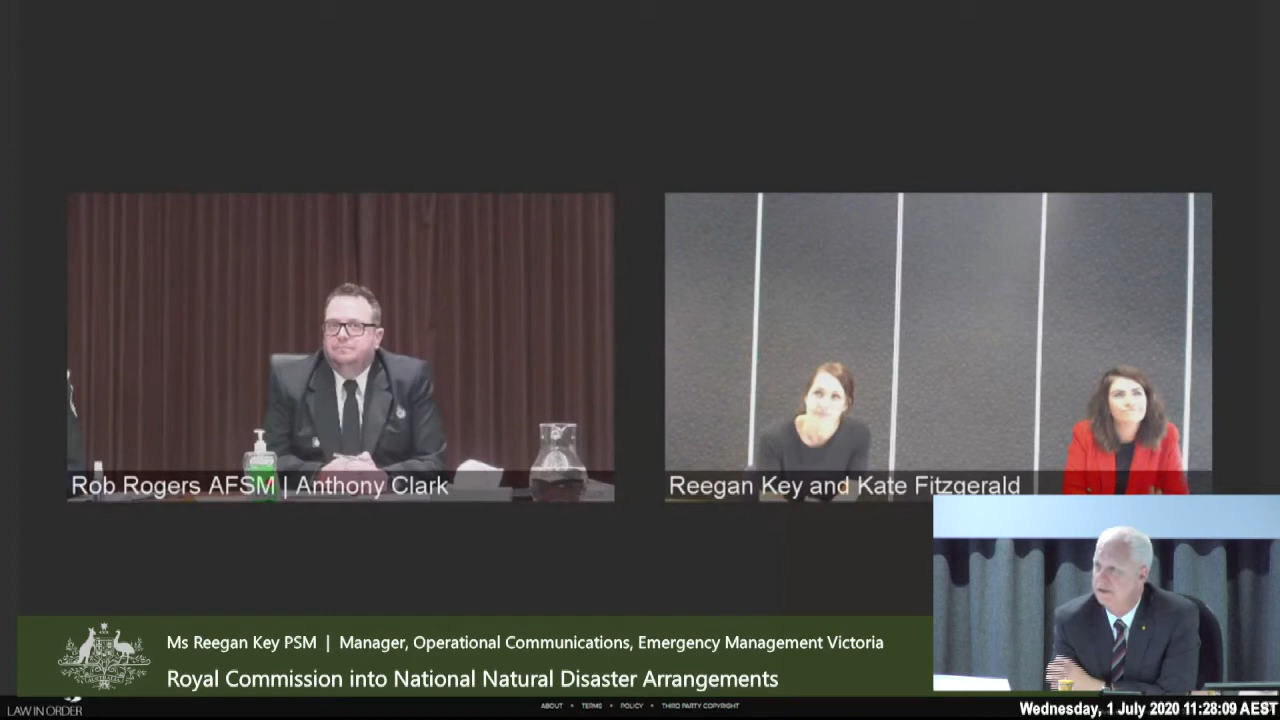 Rob Rogers AFSM | Anthony Clark
Reegan Key and Kate Fitzgerald
Ms Reegan Key PSM | Manager, Operational Communications, Emergency Management Victoria
Royal Commission into National Natural Disaster Arrangements
LAW IN ORDER
ABOUT • TERMS • POLICY • THIRD PARTY COPYRIGHT
Wednesday, 1 July 2020 11:28:09 AEST